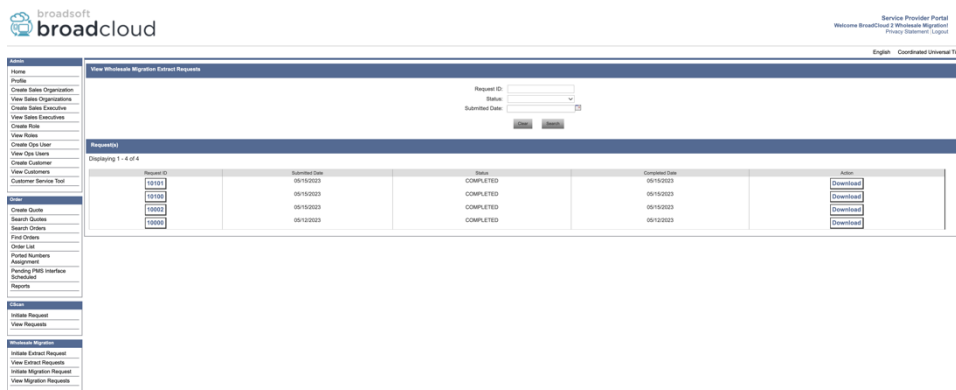 broadsoft
broadcloud
Service Provider Portal
Welcome BroadCloud 2 Wholesale Migration!
Privacy Statement Logout
English Coordinated Universal Ti
Admin
Home
Profile
Create Sales Organization
View Sales Organizations
Create Sales Executive
View Sales Executives
Create Role
View Roles
Create Ops User
View Ops Users
Create Customer
View Customers
Customer Service Tool
Order
Create Quote
Search Quotes
Search Orders
Find Orders
Order List
Ported Numbers
Assignment
Pending PMS Interface
Scheduled
Reports
CScan
Initiate Request
View Requests
Wholesale Migration
Initiate Extract Request
View Extract Requests
Initiate Migration Request
View Migration Requests
View Wholesale Migration Extract Requests
Request ID:
Status:
Submitted Date:
Clear Search
Request(s)
Displaying 1 - 4 of 4
Request ID Submitted Date Status Completed Date Action
10101 05/15/2023 COMPLETED 05/15/2023 Download
10100 05/15/2023 COMPLETED 05/15/2023 Download
10002 05/15/2023 COMPLETED 05/15/2023 Download
10000 05/12/2023 COMPLETED 05/12/2023 Download